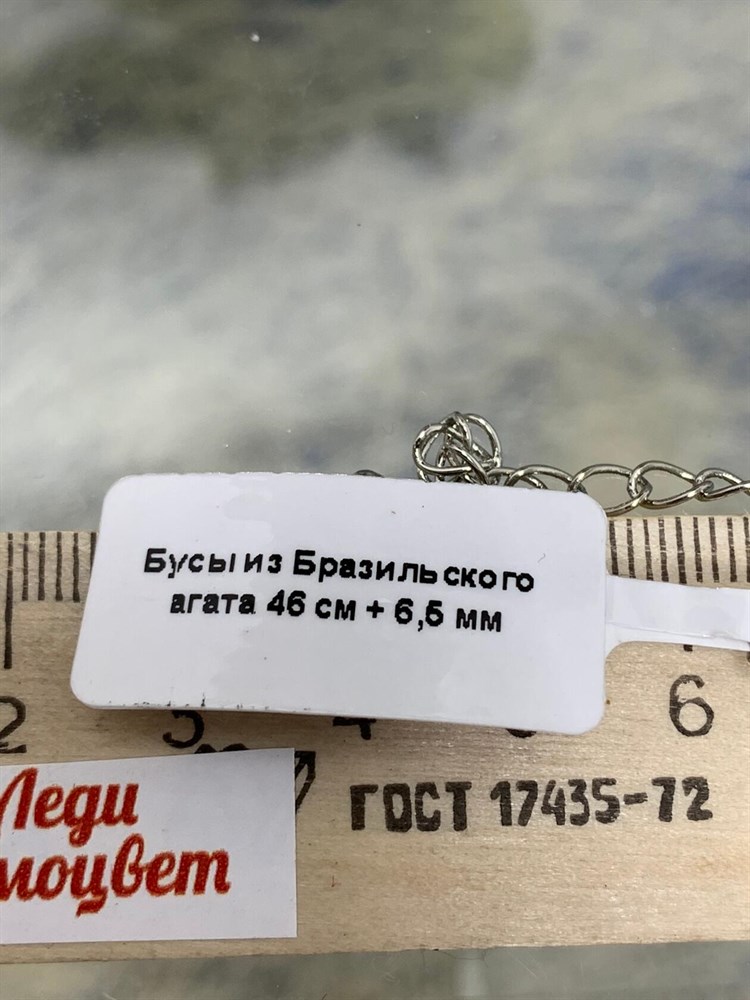 Бусы из Бразильского
агата 46 см + 6,5 мм
2 3 4 6
ГОСТ 17435-72
Леди
моцвет